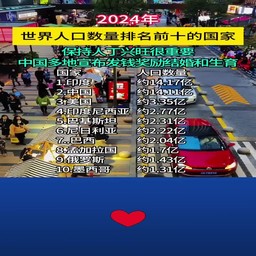 2024年
世界人口数量排名前十的国家
保持人丁兴旺很重要
中国多地宣布发钱奖励结婚和生育
国家 人口数量
1.印度 约14.17亿
2.中国 约14.11亿
3.美国 约3.35亿
4.印度尼西亚 约2.77亿
5.巴基斯坦 约2.31亿
6.尼日利亚 约2.22亿
7.巴西 约2.04亿
8.孟加拉国 约1.7亿
9.俄罗斯 约1.43亿
10.墨西哥 约1.31亿